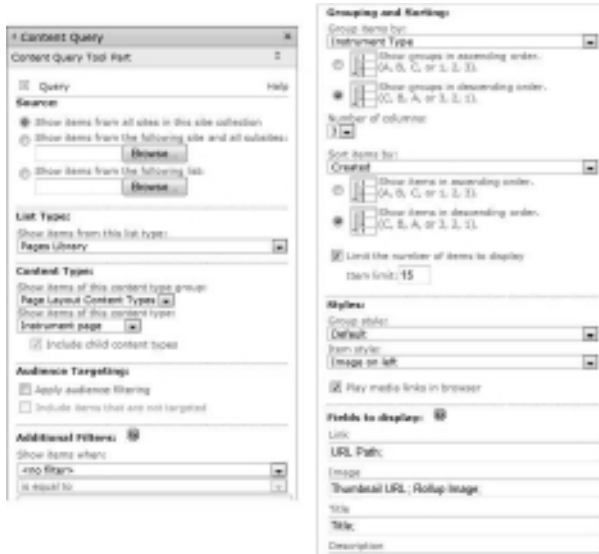 Content Query
Content Query Tool Part
Query Help
Source:
Show items from all sites in this site collection
Show items from the following site and all subsites:
Browse...
Show items from the following list:
Browse...
List Type:
Show items from this list type:
Pages Library
Content Type:
Show items of this content type group:
Page Layout Content Types
Show items of this content type:
Instrument page
Include child content types
Audience Targeting:
Apply audience filtering
Include items that are not targeted
Additional Filters:
Show items when:
<no filter>
is equal to
Grouping and Sorting:
Group items by:
Instrument Type
Show groups in ascending order.
(A, B, C, or 1, 2, 3).
Show groups in descending order.
(C, B, A, or 3, 2, 1).
Number of columns:
3
Sort items by:
Created
Show items in ascending order.
(A, B, C, or 1, 2, 3).
Show items in descending order.
(C, B, A, or 3, 2, 1).
Limit the number of items to display
Item limit: 15
Styles:
Group style:
Default
Item style:
Image on left
Play media links in browser
Fields to display:
Link
URL Path;
Image
Thumbnail URL; Rollup Image;
Title
Title;
Description